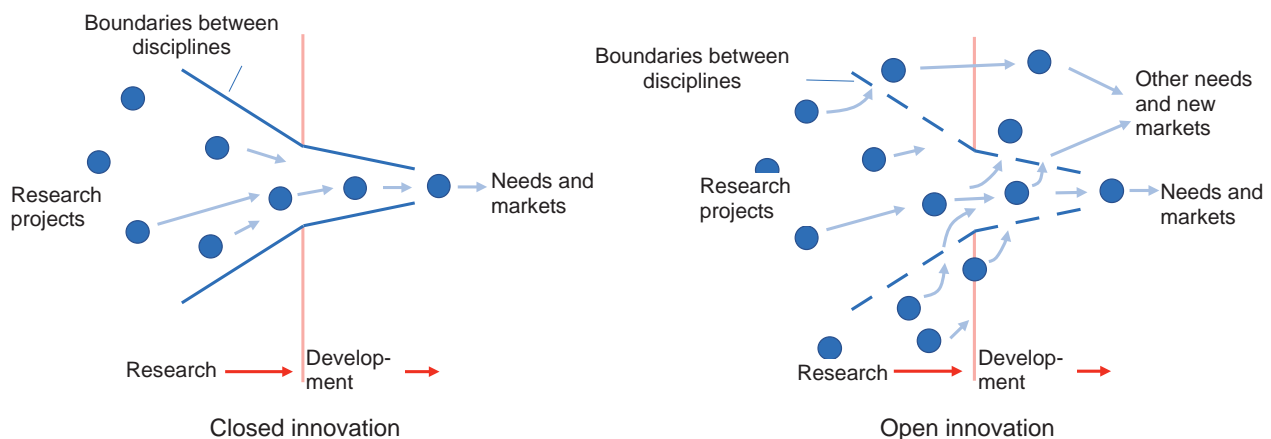 Boundaries between
disciplines
Research
projects
Needs and
markets
Research
Develop-
ment
Closed innovation
Boundaries between
disciplines
Other needs
and new
markets
Research
projects
Needs and
markets
Research
Develop-
ment
Open innovation